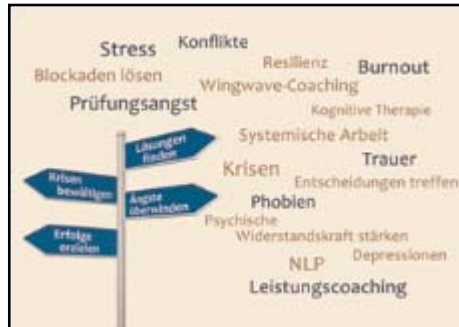 Konflikte
Stress
Resilienz
Burnout
Blockaden lösen
Wingwave-Coaching
Prüfungsangst
Kognitive Therapie
Systemische Arbeit
Lösungen
finden
Trauer
Krisen
Krisen
bewältigen
Entscheidungen treffen
Ängste
überwinden
Phobien
Psychische
Widerstandskraft stärken
Erfolge
erzielen
Depressionen
NLP
Leistungscoaching